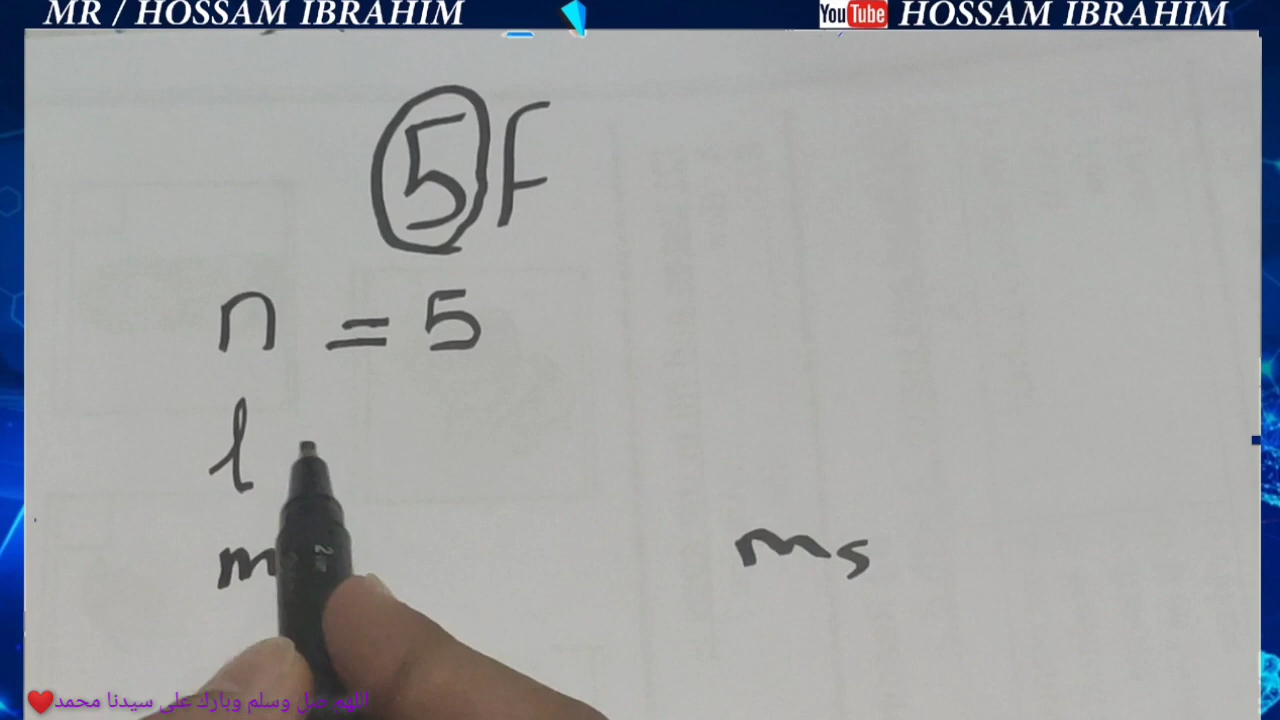 MR / HOSSAM IBRAHIM
YouTube HOSSAM IBRAHIM
5f
n = 5
l
m
ms
اللهم صل وسلم وبارك على سيدنا محمد❤